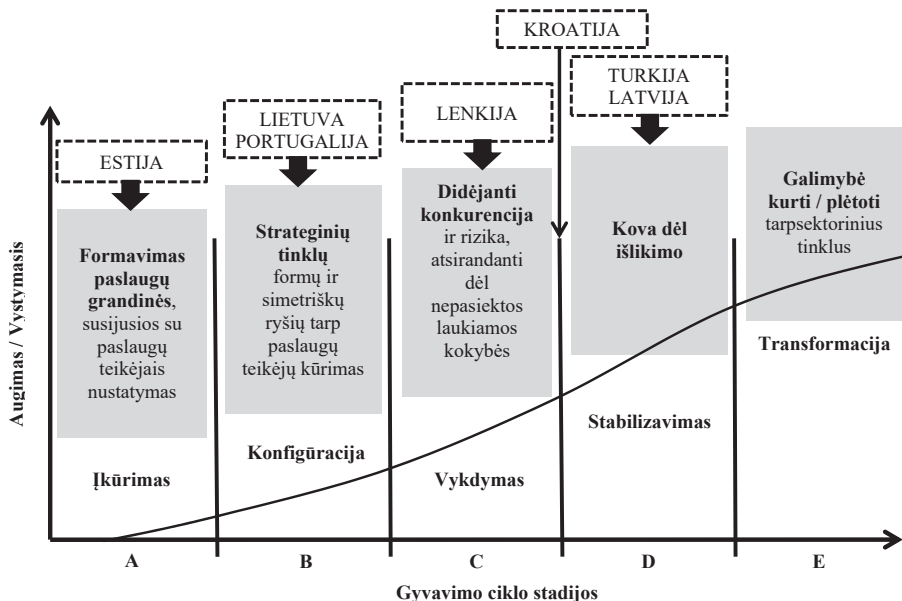 KROATIJA
TURKIJA
LATVIJA
LENKIJA
LIETUVA
PORTUGALIJA
ESTIJA
Augimas / Vystymasis
Formavimas
paslaugų
grandinės,
susijusios su
paslaugų
teikėjais
nustatymas
Įkūrimas
Strateginių
tinklų
formų ir
simetriškų
ryšių tarp
paslaugų
teikėjų kūrimas
Konfigūracija
Didėjanti
konkurencija
ir rizika,
atsirandanti
dėl
nepasiektos
laukiamos
kokybės
Vykdymas
Kova dėl
išlikimo
Stabilizavimas
Galimybė
kurti / plėtoti
tarpsektorinius
tinklus
Transformacija
A
B
C
D
E
Gyvavimo ciklo stadijos